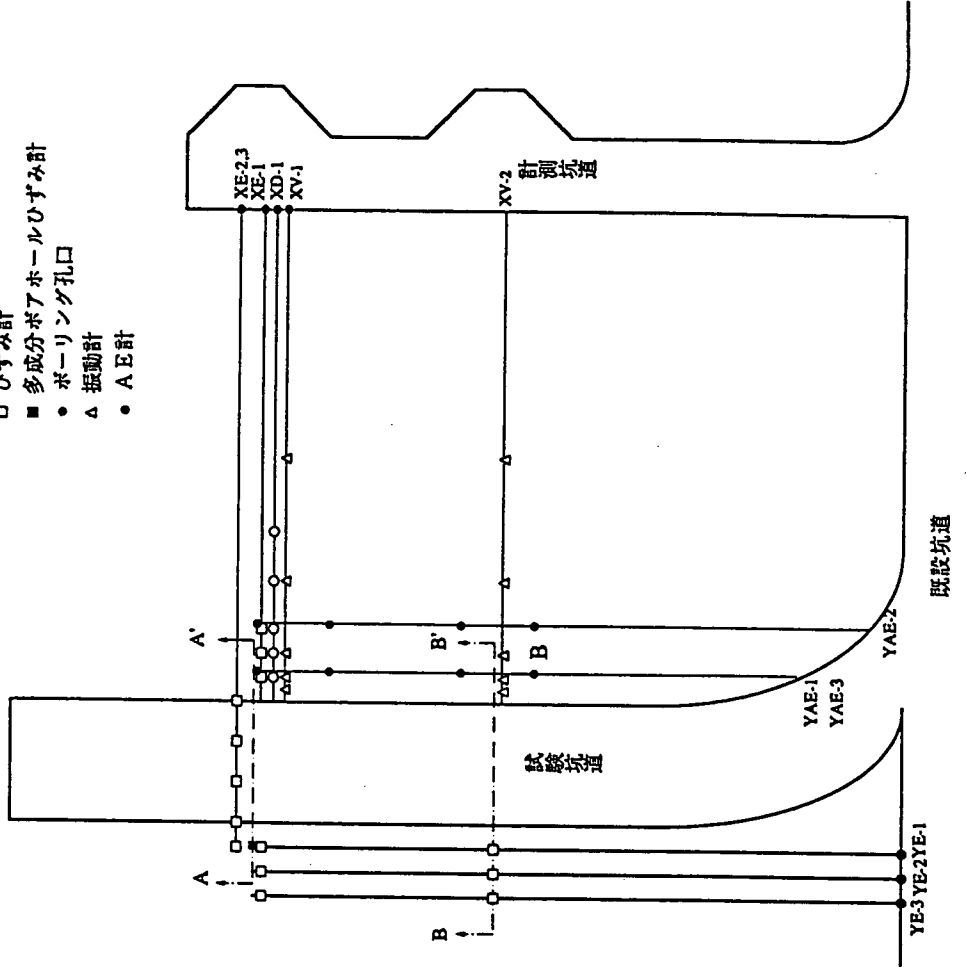 □ ひずみ計
■ 多成分ボアホールひずみ計
● ボーリング孔口
△ 振動計
● AE計
XE-2,3
XE-1
XD-1
XV-1
XV-2
計測坑道
A'
B'
B
YAE-2
YAE-1
YAE-3
既設坑道
試験坑道
A
B
YE-3
YE-2
YE-1